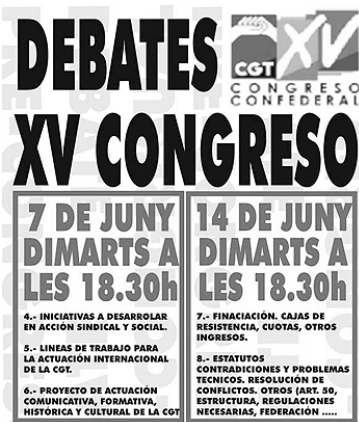 DEBATES
CGT XV
CONGRESO
CONFEDERAL
XV CONGRESO
7 DE JUNY
DIMARTS A
LES 18.30h
4.- INICIATIVAS A DESAROLLAR
EN ACCIÓN SINDICAL Y SOCIAL.
5.- LINEAS DE TRABAJO PARA
LA ACTUACIÓN INTERNACIONAL
DE LA CGT.
6.- PROYECTO DE ACTUACIÓN
COMUNICATIVA, FORMATIVA,
HISTÓRICA Y CULTURAL DE LA CGT
14 DE JUNY
DIMARTS A
LES 18.30h
7.- FINACIACIÓN. CAJAS DE
RESISTENCIA, CUOTAS, OTROS
INGRESOS.
8.- ESTATUTOS
CONTRADICIONES Y PROBLEMAS
TECNICOS. RESOLUCIÓN DE
CONFLICTOS. OTROS (ART. 50,
ESTRUCTURA, REGULACIONES
NECESARIAS, FEDERACIÓN .....